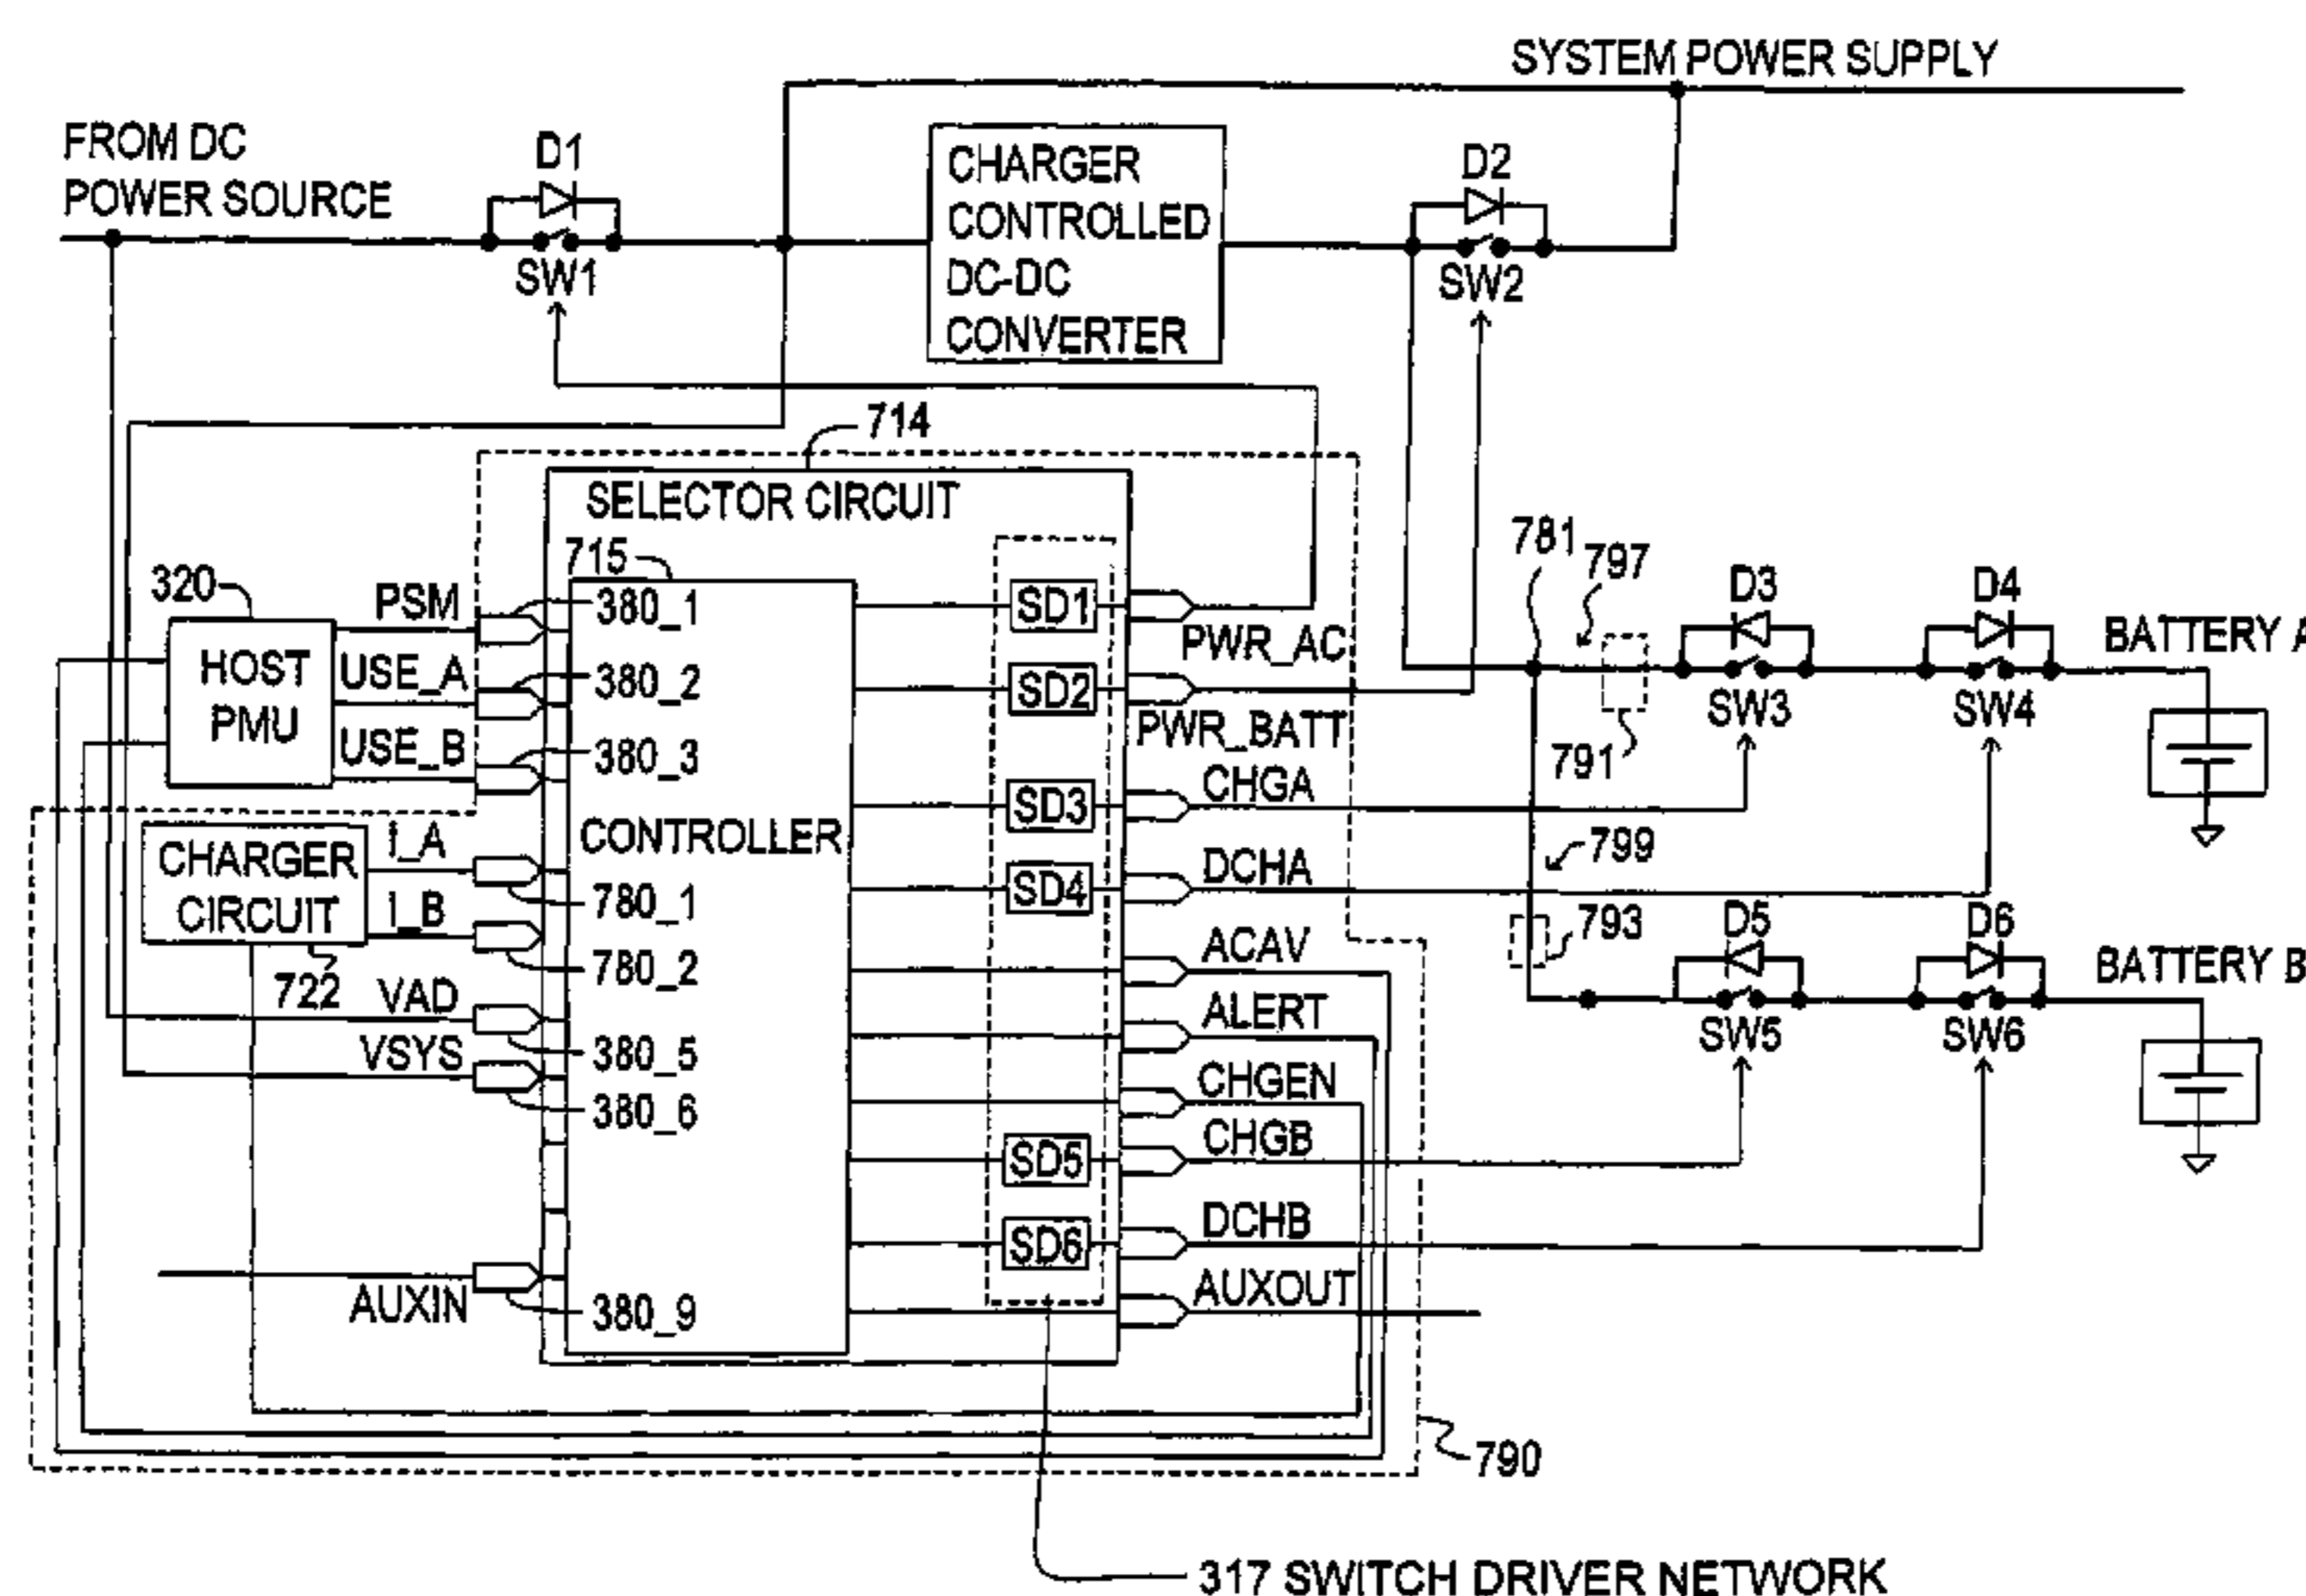 SYSTEM POWER SUPPLY
FROM DC
POWER SOURCE
D1
SW1
CHARGER
CONTROLLED
DC-DC
CONVERTER
D2
SW2
714
SELECTOR CIRCUIT
715
320
HOST
PMU
PSM
USE_A
USE_B
380_1
380_2
380_3
CONTROLLER
CHARGER
CIRCUIT
722
I_A
I_B
780_1
780_2
VAD
VSYS
380_5
380_6
AUXIN
380_9
SD1
SD2
SD3
SD4
SD5
SD6
PWR_AC
PWR_BATT
CHGA
DCHA
ACAV
ALERT
CHGEN
CHGB
DCHB
AUXOUT
781
797
791
799
793
D3
SW3
D4
SW4
BATTERY A
D5
SW5
D6
SW6
BATTERY B
790
317 SWITCH DRIVER NETWORK